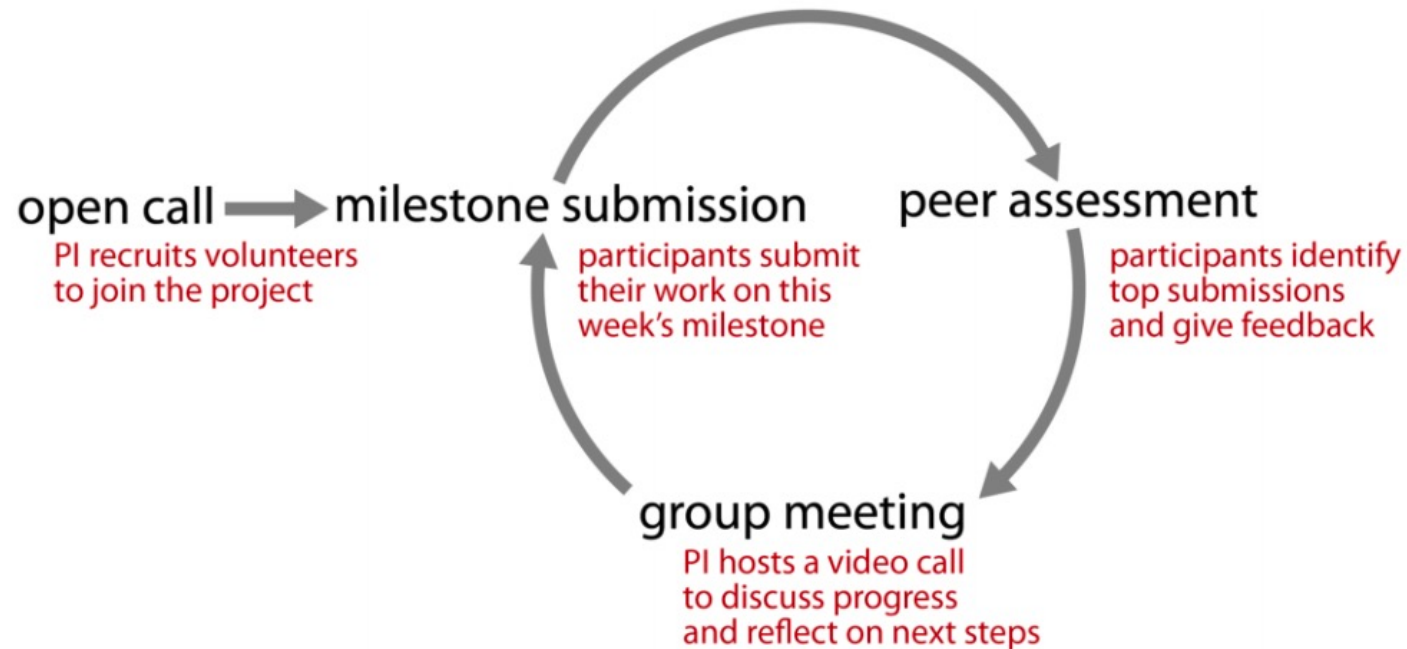 open call
PI recruits volunteers
to join the project
milestone submission
participants submit
their work on this
week's milestone
peer assessment
participants identify
top submissions
and give feedback
group meeting
PI hosts a video call
to discuss progress
and reflect on next steps